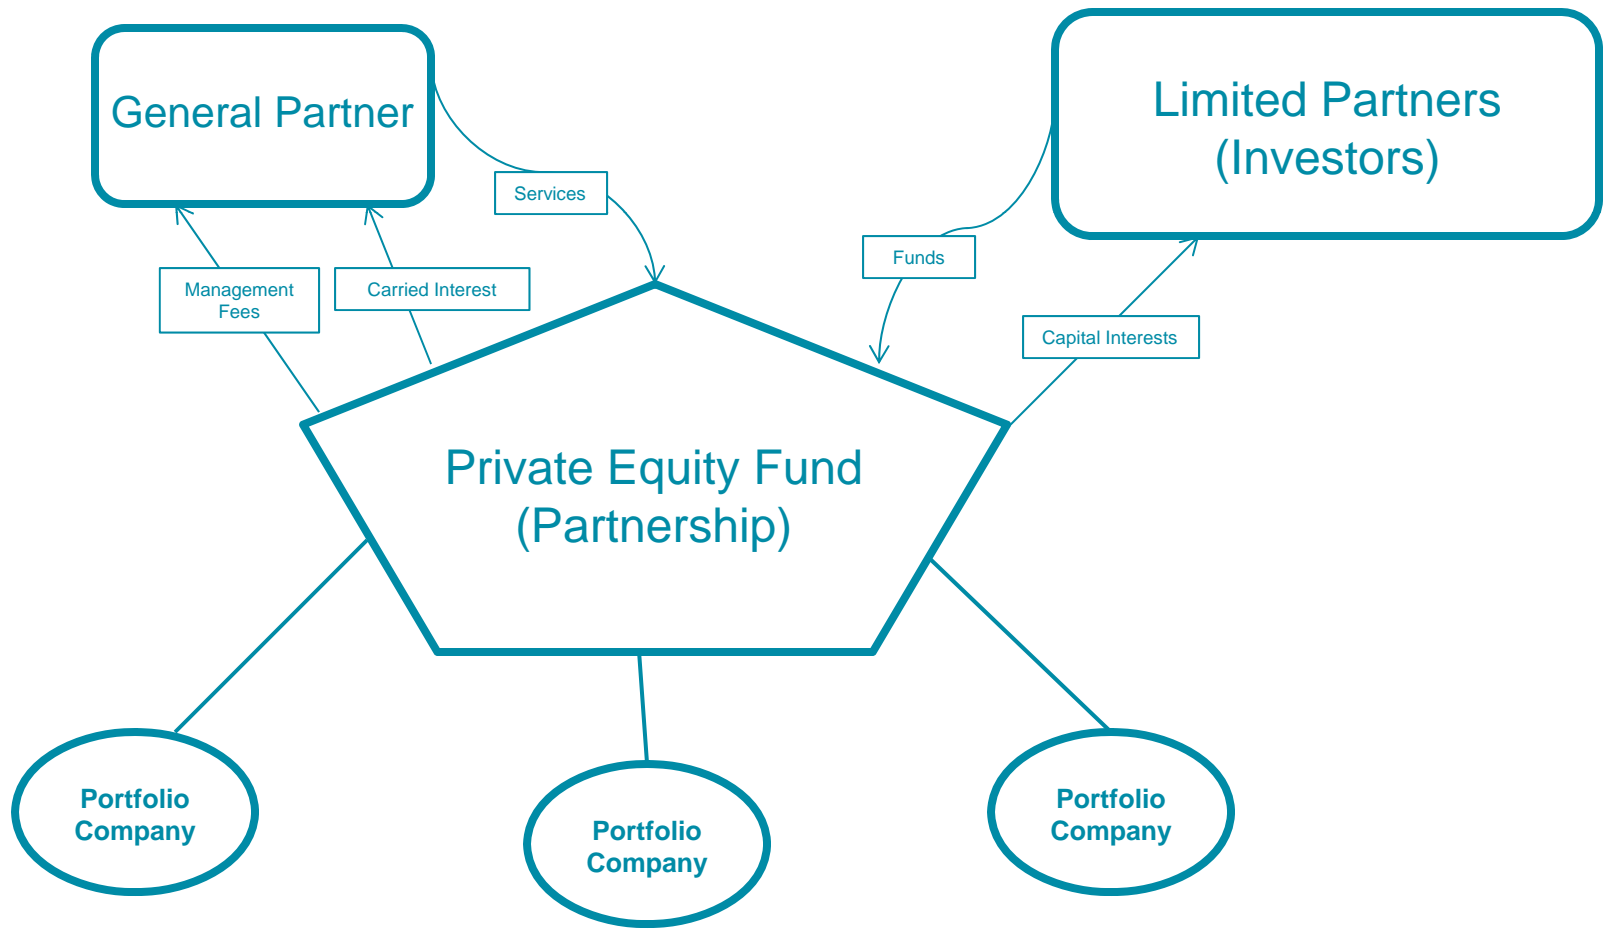 General Partner
Limited Partners
(Investors)
Services
Funds
Management
Fees
Carried Interest
Capital Interests
Private Equity Fund
(Partnership)
Portfolio
Company
Portfolio
Company
Portfolio
Company